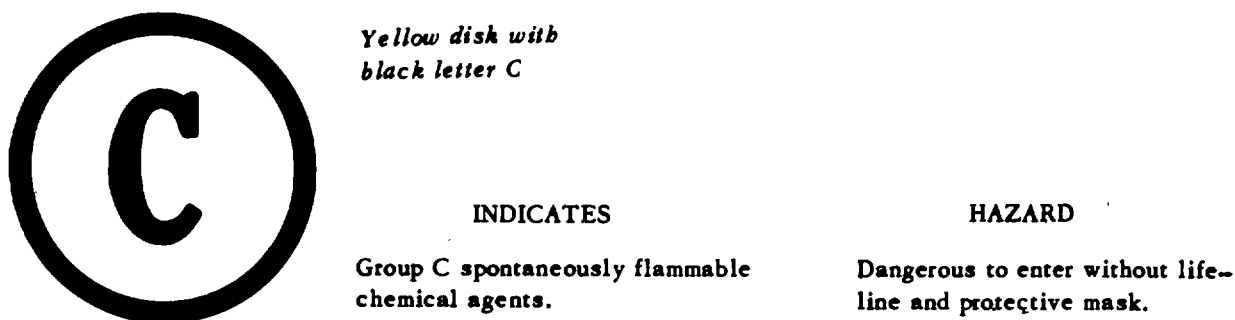 C
Yellow disk with
black letter C
INDICATES
Group C spontaneously flammable
chemical agents.
HAZARD
Dangerous to enter without life-
line and protective mask.